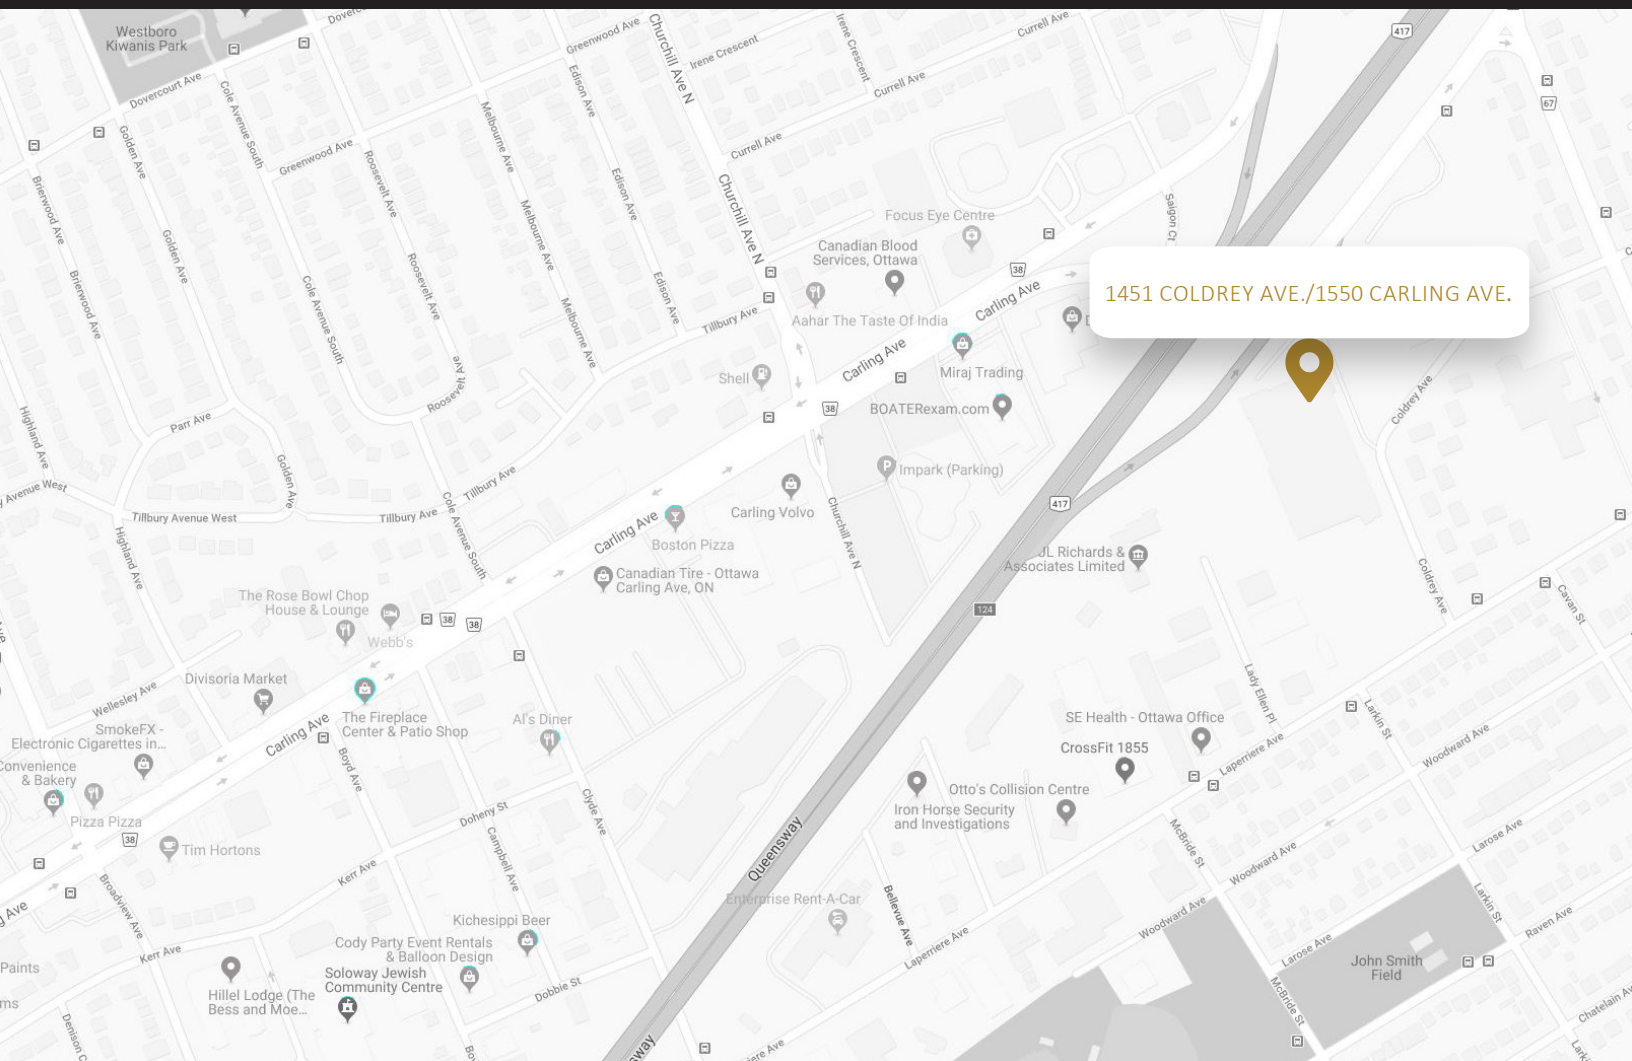 Westboro
Kiwanis Park
Dovercourt Ave
Greenwood Ave
Churchill Ave N
Irene Crescent
Irene Crescent
Currell Ave
417
Dovercourt Ave
Cole Avenue South
Edison Ave
Currell Ave
67
Golden Ave
Greenwood Ave
Melbourne Ave
Currell Ave
Brierwood Ave
Roosevelt Ave
Edison Ave
Churchill Ave N
Saigon Ct
Golden Ave
Melbourne Ave
Focus Eye Centre
Canadian Blood
Services, Ottawa
38
Carling Ave
Brierwood Ave
Cole Avenue South
Roosevelt Ave
Edison Ave
Melbourne Ave
Tillbury Ave
Aahar The Taste Of India
1451 COLDREY AVE./1550 CARLING AVE.
Carling Ave
Miraj Trading
Shell
Roosevelt Ave
38
BOATERexam.com
Coldrey Ave
Highland Ave
Parr Ave
Golden Ave
Impark (Parking)
Tillbury Ave
Avenue West
Tillbury Avenue West
Tillbury Ave
Cole Avenue South
Carling Volvo
Churchill Ave N
417
Carling Ave
Boston Pizza
Highland Ave
JL Richards &
Associates Limited
Canadian Tire - Ottawa
Carling Ave, ON
Coldrey Ave
Cavan St
The Rose Bowl Chop
House & Lounge
38
38
124
Webb's
Divisoria Market
Wellesley Ave
Lady Ellen Pl
Larkin St
The Fireplace
Center & Patio Shop
Al's Diner
SE Health - Ottawa Office
SmokeFX -
Electronic Cigarettes in...
Carling Ave
CrossFit 1855
Laperriere Ave
Woodward Ave
Convenience
& Bakery
Boyd Ave
Otto's Collision Centre
Iron Horse Security
and Investigations
Pizza Pizza
38
Doheny St
Clyde Ave
Queensway
McBride St
Larose Ave
Tim Hortons
Campbell Ave
Kerr Ave
Woodward Ave
Enterprise Rent-A-Car
Bellevue Ave
Broadview Ave
Ave
Kichesippi Beer
Larkin St
Woodward Ave
Raven Ave
Cody Party Event Rentals
& Balloon Design
Kerr Ave
Laperriere Ave
Larose Ave
Paints
Soloway Jewish
Community Centre
John Smith
Field
Hillel Lodge (The
Bess and Moe...
Dobbie St
McBride St
Chatelain Av
Denison C